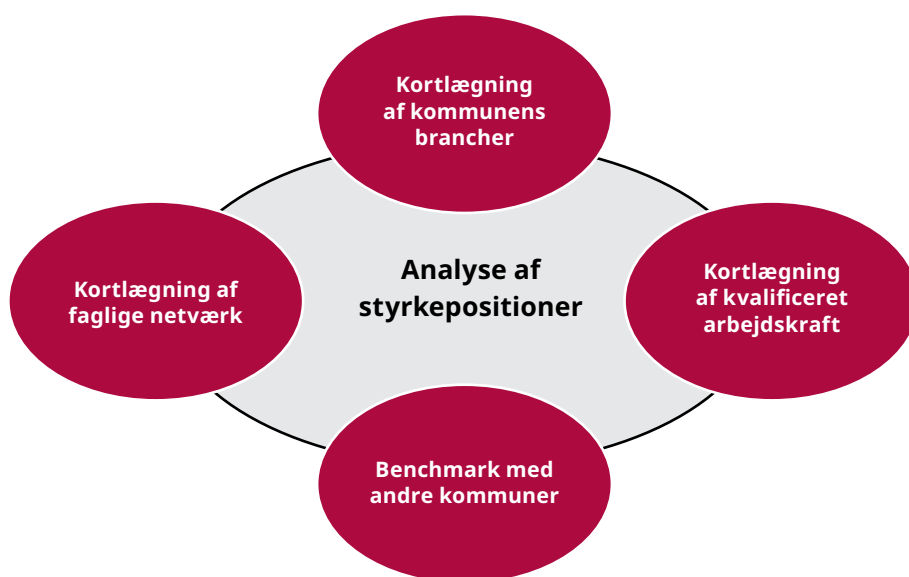 Kortlægning
af kommunens
brancher
Analyse af
styrkepositioner
Kortlægning af
faglige netværk
Kortlægning
af kvalificeret
arbejdskraft
Benchmark med
andre kommuner